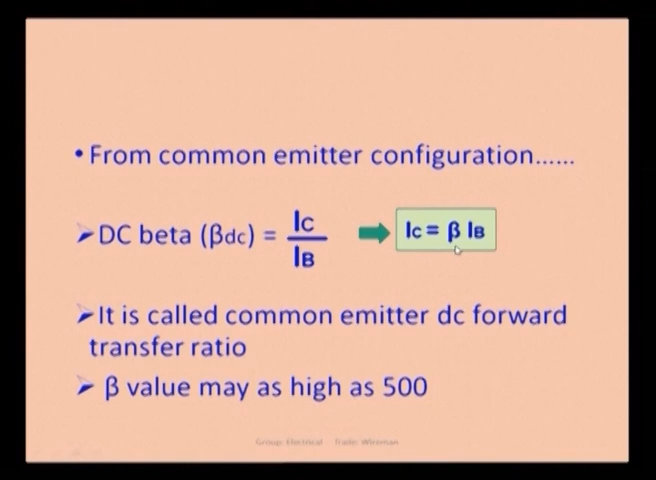 • From common emitter configuration......
➢DC beta (βdc) = IC / IB ➡ IC = β IB
➢It is called common emitter dc forward
transfer ratio
➢ β value may as high as 500
Group: Electrical Trade: Wireman